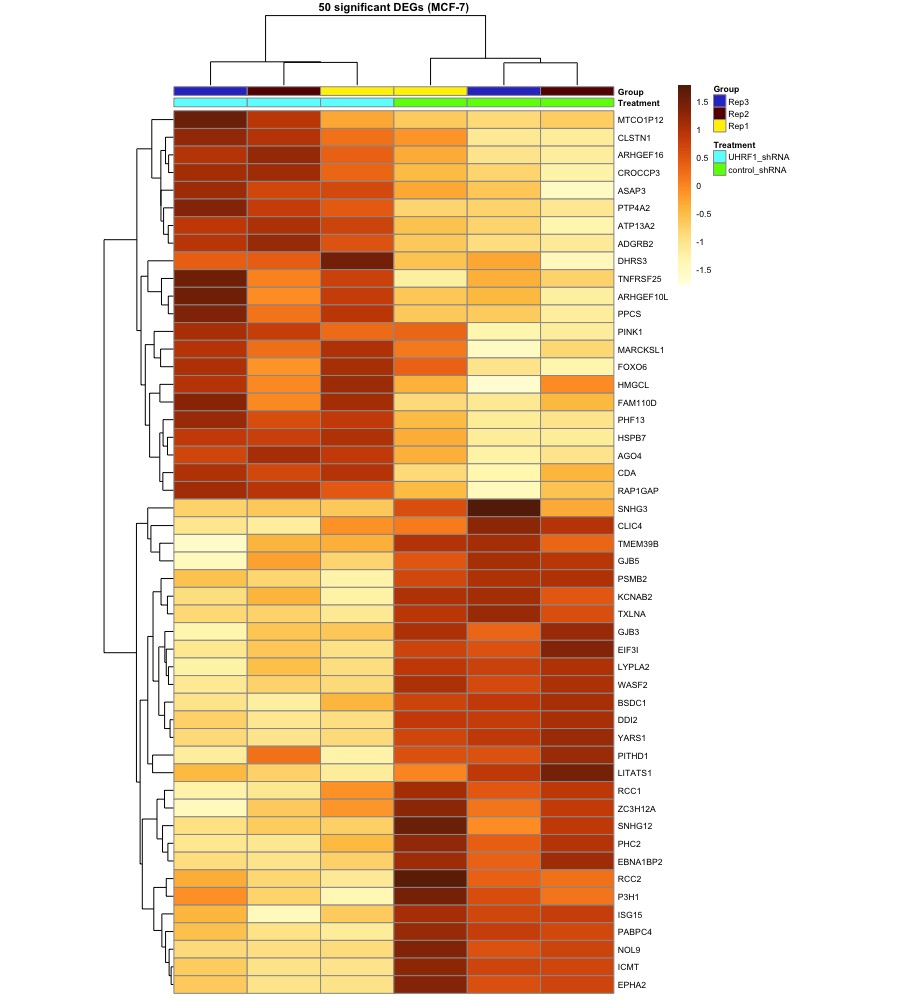 50 significant DEGs (MCF-7)
Group
Treatment
MTCO1P12
CLSTN1
ARHGEF16
CROCCP3
ASAP3
PTP4A2
ATP13A2
ADGRB2
DHRS3
TNFRSF25
ARHGEF10L
PPCS
PINK1
MARCKSL1
FOXO6
HMGCL
FAM110D
PHF13
HSPB7
AGO4
CDA
RAP1GAP
SNHG3
CLIC4
TMEM39B
GJB5
PSMB2
KCNAB2
TXLNA
GJB3
EIF3I
LYPLA2
WASF2
BSDC1
DDI2
YARS1
PITHD1
LITATS1
RCC1
ZC3H12A
SNHG12
PHC2
EBNA1BP2
RCC2
P3H1
ISG15
PABPC4
NOL9
ICMT
EPHA2
1.5
1
0.5
0
-0.5
-1
-1.5
Group
Rep3
Rep2
Rep1
Treatment
UHRF1_shRNA
control_shRNA